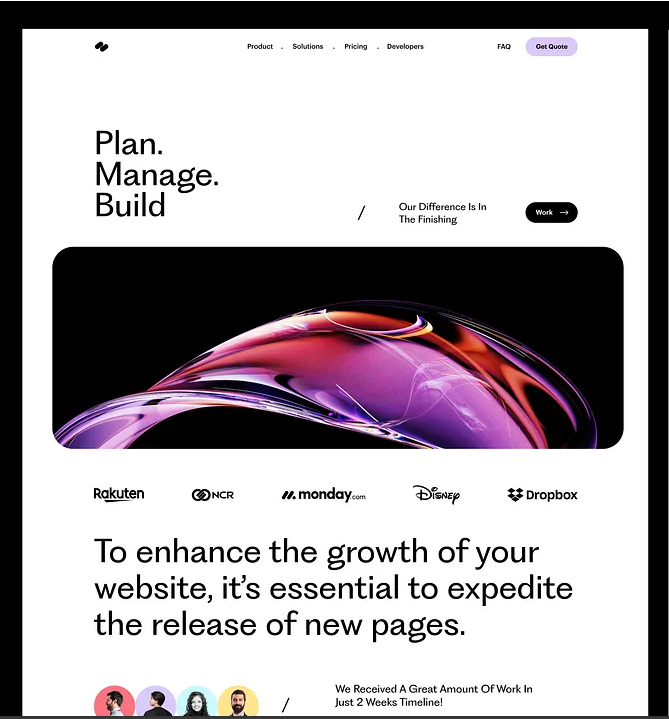 Product . Solutions . Pricing . Developers FAQ Get Quote
Plan.
Manage.
Build
/ Our Difference Is In
The Finishing
Work →
Rakuten NCR monday.com Disney Dropbox
To enhance the growth of your
website, it's essential to expedite
the release of new pages.
/ We Received A Great Amount Of Work In
Just 2 Weeks Timeline!